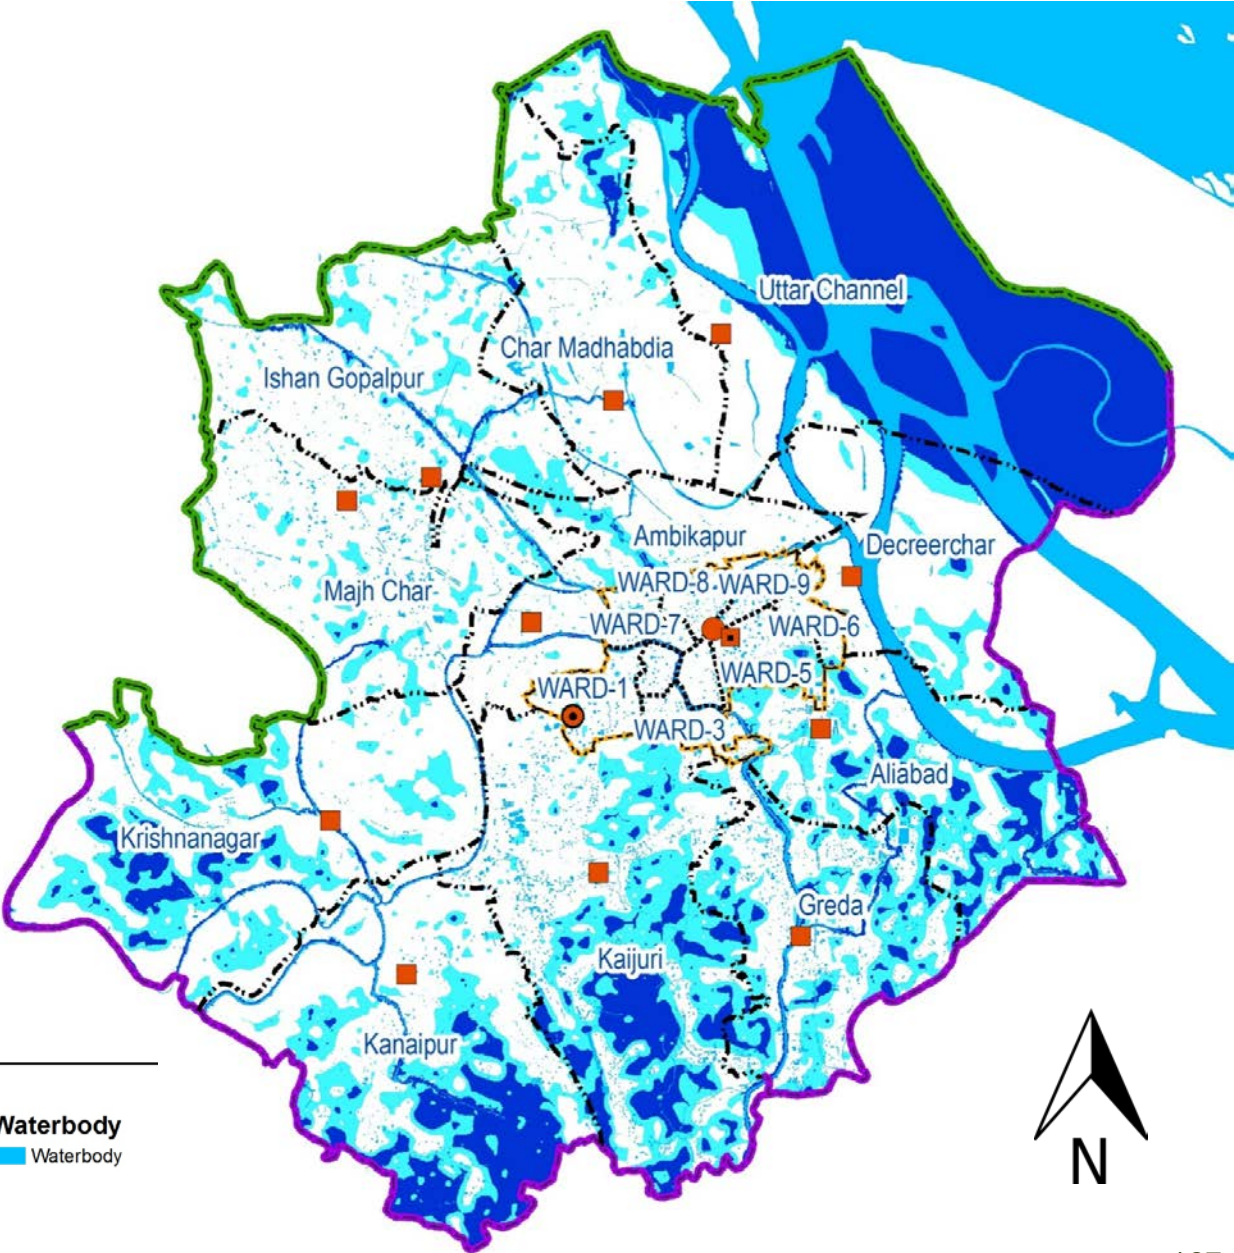 Uttar Channel
Char Madhabdia
Ishan Gopalpur
Ambikapur
Decreerchar
WARD-8
WARD-9
Majh Char
WARD-7
WARD-6
WARD-5
WARD-1
WARD-3
Aliabad
Krishnanagar
Greda
Kaijuri
Kanaipur
Waterbody
Waterbody
N